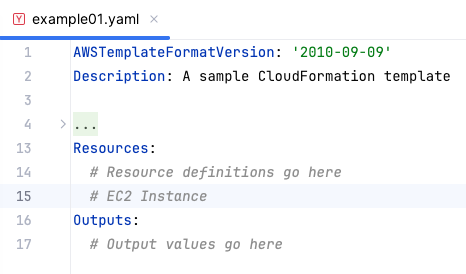 example01.yaml
1 AWSTemplateFormatVersion: '2010-09-09'
2 Description: A sample CloudFormation template
3
4 ...
13 Resources:
14   # Resource definitions go here
15   # EC2 Instance
16 Outputs:
17   # Output values go here